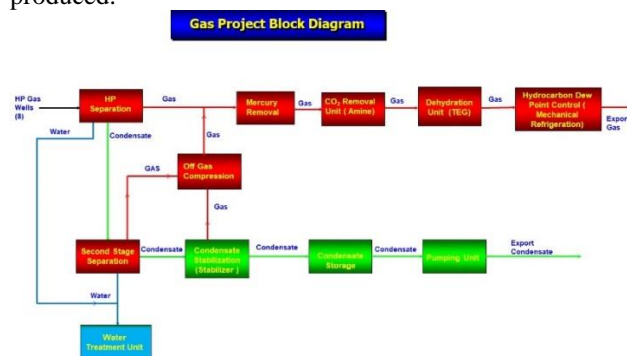 produced.
Gas Project Block Diagram
HP Gas
Wells
(8)
HP
Separation
Gas
Mercury
Removal
Gas
CO₂ Removal
Unit ( Amine)
Gas
Dehydration
Unit (TEG)
Gas
Hydrocarbon Dew
Point Control (
Mechanical
Refrigeration)
Export
Gas
Water
Condensate
Gas
GAS
Off Gas
Compression
Gas
Second Stage
Separation
Condensate
Condensate
Stabilization
(Stabilizer )
Condensate
Condensate
Storage
Condensate
Pumping Unit
Export
Condensate
Water
Water
Treatment Unit